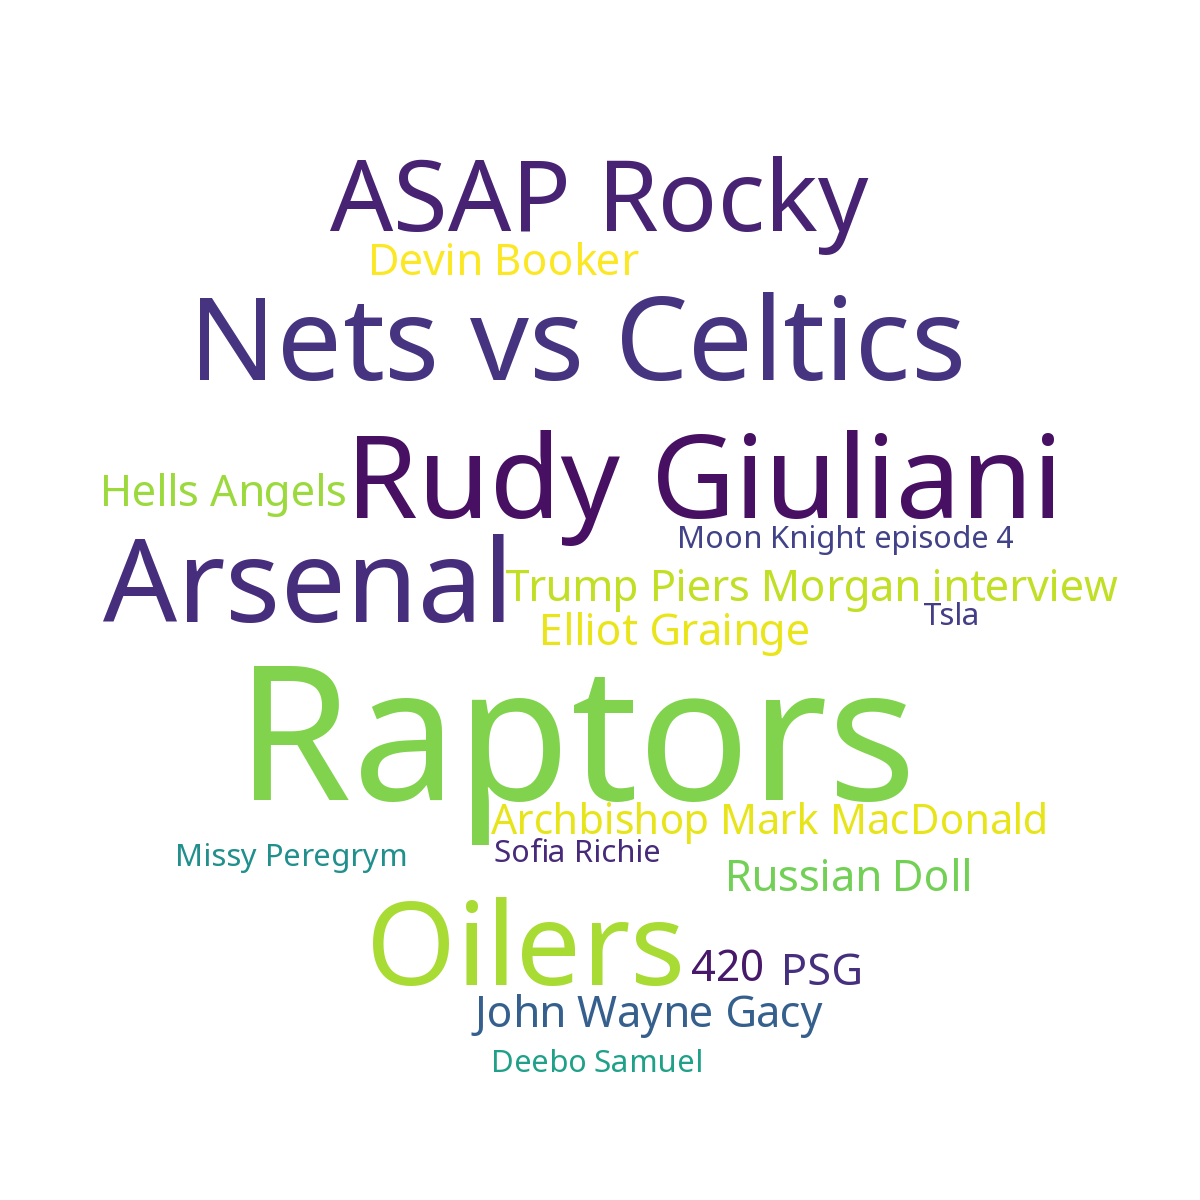 ASAP Rocky
Devin Booker
Nets vs Celtics
Rudy Giuliani
Hells Angels
Moon Knight episode 4
Arsenal
Trump Piers Morgan interview
Tsla
Elliot Grainge
Raptors
Archbishop Mark MacDonald
Sofia Richie
Missy Peregrym
Russian Doll
Oilers
420
PSG
John Wayne Gacy
Deebo Samuel